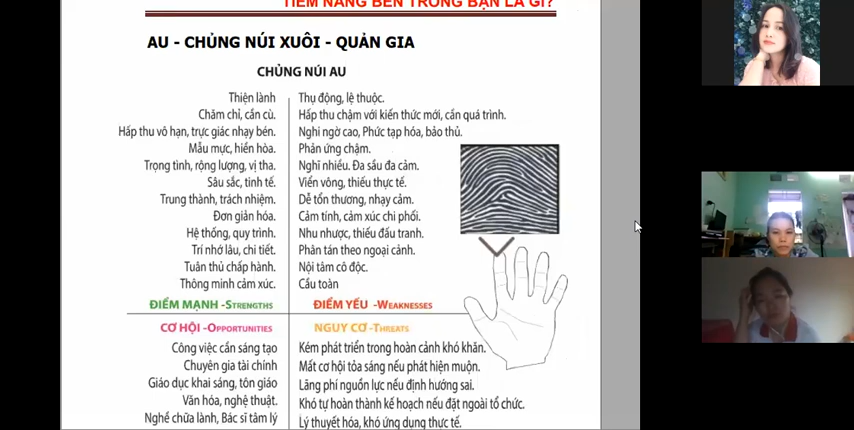 TIỀM NĂNG BÊN TRONG BẠN LÀ GÌ?
AU - CHỦNG NÚI XUÔI - QUẢN GIA
CHỦNG NÚI AU
Thiện lành Thụ động, lệ thuộc.
Chăm chỉ, cần cù. Hấp thu chậm với kiến thức mới, cần quá trình.
Hấp thu vô hạn, trực giác nhạy bén. Nghi ngờ cao, Phức tạp hóa, bảo thủ.
Mẫu mực, hiền hòa. Phản ứng chậm.
Trọng tình, rộng lượng, vị tha. Nghĩ nhiều. Đa sầu đa cảm.
Sâu sắc, tinh tế. Viển vông, thiếu thực tế.
Trung thành, trách nhiệm. Dễ tổn thương, nhạy cảm.
Đơn giản hóa. Cảm tính, cảm xúc chi phối.
Hệ thống, quy trình. Nhu nhược, thiếu đấu tranh.
Trí nhớ lâu, chi tiết. Phân tán theo ngoại cảnh.
Tuân thủ chấp hành. Nội tâm cô độc.
Thông minh cảm xúc. Cầu toàn
ĐIỂM MẠNH -STRENGTHS ĐIỂM YẾU -WEAKNESSES
CƠ HỘI -OPPORTUNITIES NGUY CƠ -THREATS
Công việc cần sáng tạo Kém phát triển trong hoàn cảnh khó khăn.
Chuyên gia tài chính Mất cơ hội tỏa sáng nếu phát hiện muộn.
Giáo dục khai sáng, tôn giáo Lãng phí nguồn lực nếu định hướng sai.
Văn hóa, nghệ thuật. Khó tự hoàn thành kế hoạch nếu đặt ngoài tổ chức.
Nghề chữa lành, Bác sĩ tâm lý Lý thuyết hóa, khó ứng dụng thực tế.